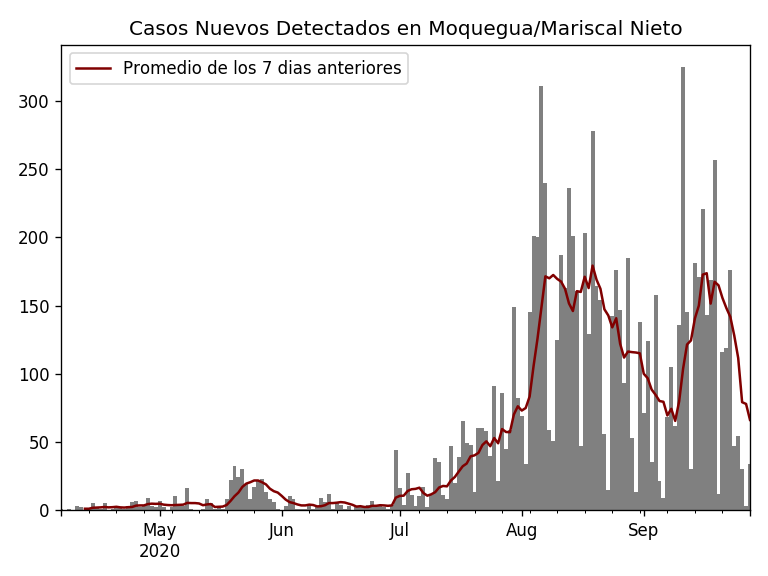 Casos Nuevos Detectados en Moquegua/Mariscal Nieto
Promedio de los 7 dias anteriores
300
250
200
150
100
50
0
May Jun Jul Aug Sep
2020